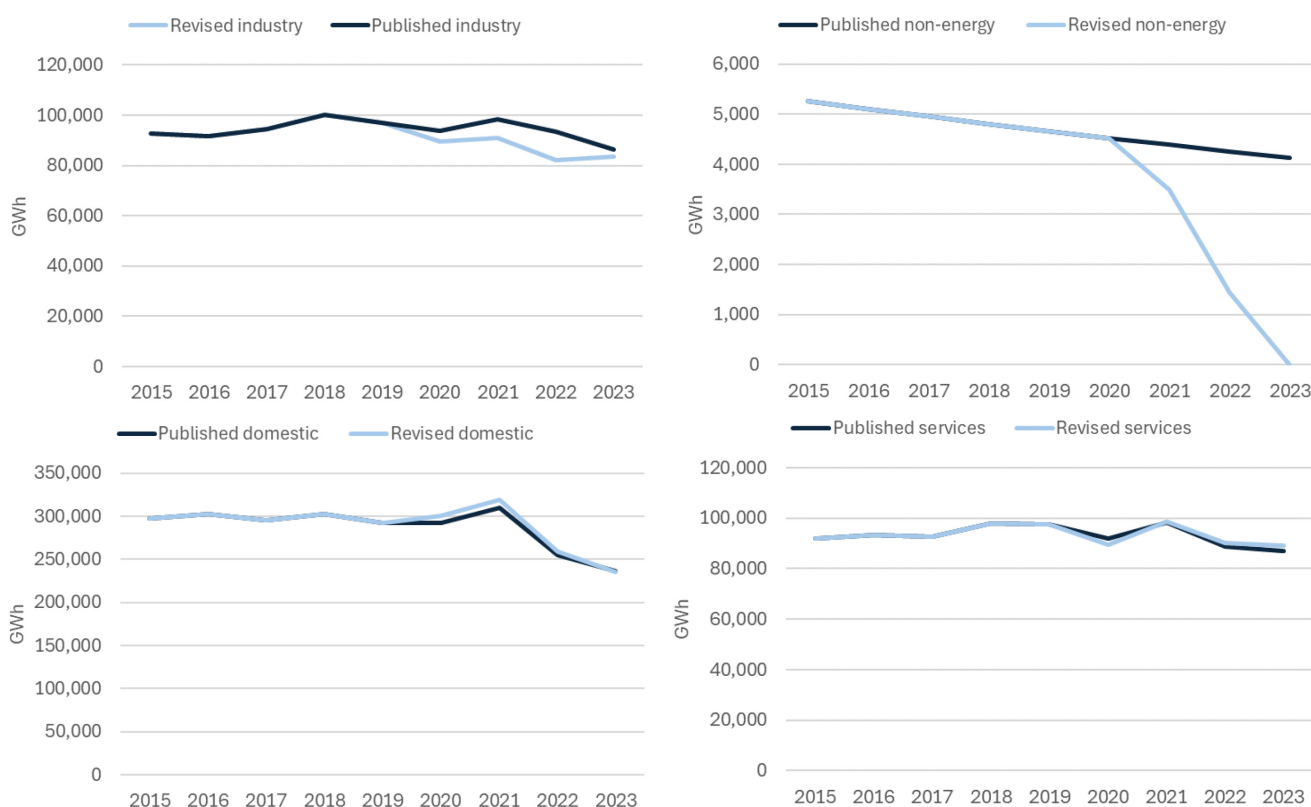 Revised industry Published industry
120,000
100,000
80,000
60,000
40,000
20,000
0
GWh
2015 2016 2017 2018 2019 2020 2021 2022 2023
Published non-energy Revised non-energy
6,000
5,000
4,000
3,000
2,000
1,000
0
GWh
2015 2016 2017 2018 2019 2020 2021 2022 2023
Published domestic Revised domestic
350,000
300,000
250,000
200,000
150,000
100,000
50,000
0
GWh
2015 2016 2017 2018 2019 2020 2021 2022 2023
Published services Revised services
120,000
100,000
80,000
60,000
40,000
20,000
0
GWh
2015 2016 2017 2018 2019 2020 2021 2022 2023